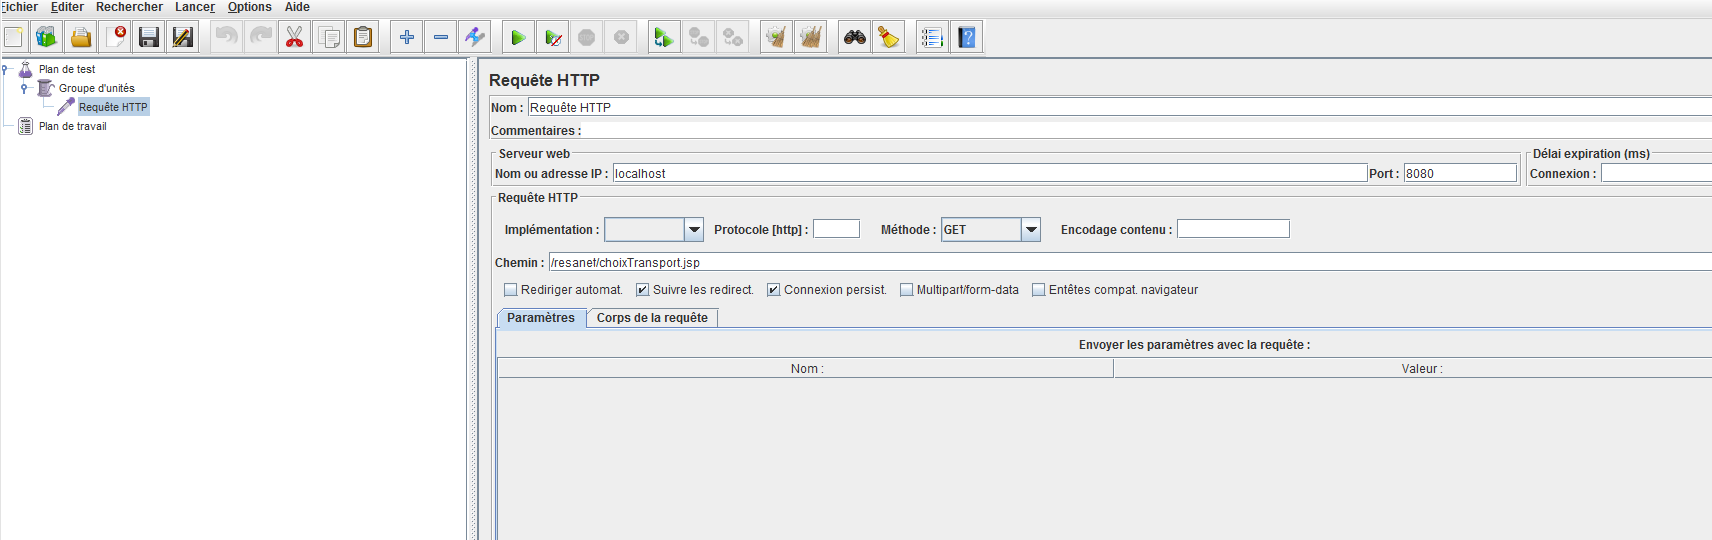 Fichier Editer Rechercher Lancer Options Aide
Plan de test
Groupe d'unités
Requête HTTP
Plan de travail
Requête HTTP
Nom : Requête HTTP
Commentaires :
Serveur web
Nom ou adresse IP : localhost Port : 8080
Délai expiration (ms)
Connexion :
Requête HTTP
Implémentation : Protocole [http] : Méthode : GET Encodage contenu :
Chemin : /resanet/choixTransport.jsp
Rediriger automat. Suivre les redirect. Connexion persist. Multipart/form-data Entêtes compat. navigateur
Paramètres Corps de la requête
Envoyer les paramètres avec la requête :
Nom : Valeur :